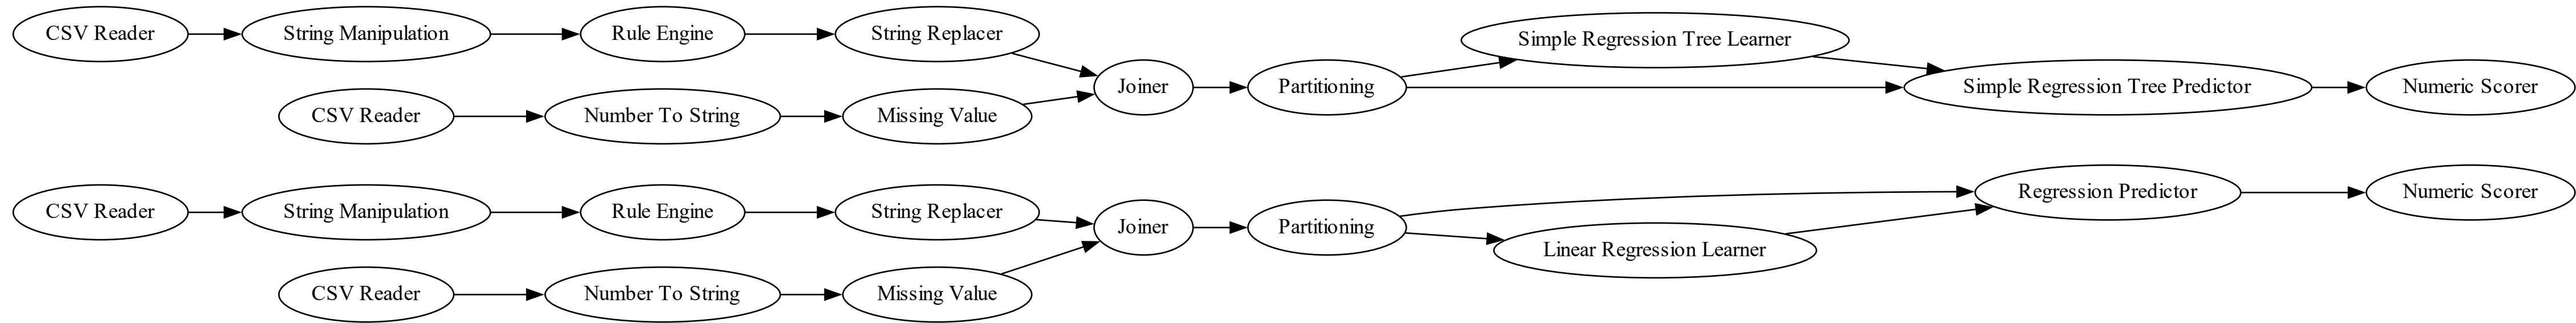 CSV Reader
String Manipulation
Rule Engine
String Replacer
CSV Reader
Number To String
Missing Value
Joiner
Partitioning
Simple Regression Tree Learner
Simple Regression Tree Predictor
Numeric Scorer
CSV Reader
String Manipulation
Rule Engine
String Replacer
CSV Reader
Number To String
Missing Value
Joiner
Partitioning
Linear Regression Learner
Regression Predictor
Numeric Scorer